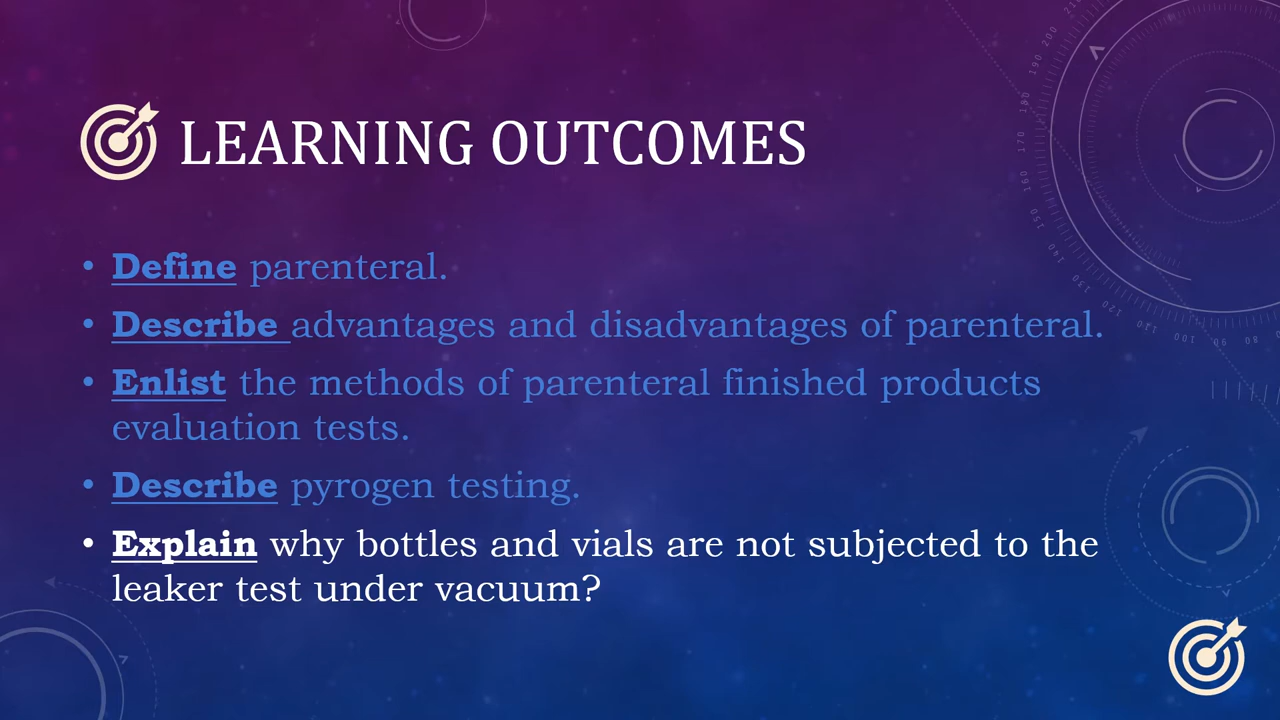 LEARNING OUTCOMES
• Define parenteral.
• Describe advantages and disadvantages of parenteral.
• Enlist the methods of parenteral finished products
evaluation tests.
• Describe pyrogen testing.
• Explain why bottles and vials are not subjected to the
leaker test under vacuum?